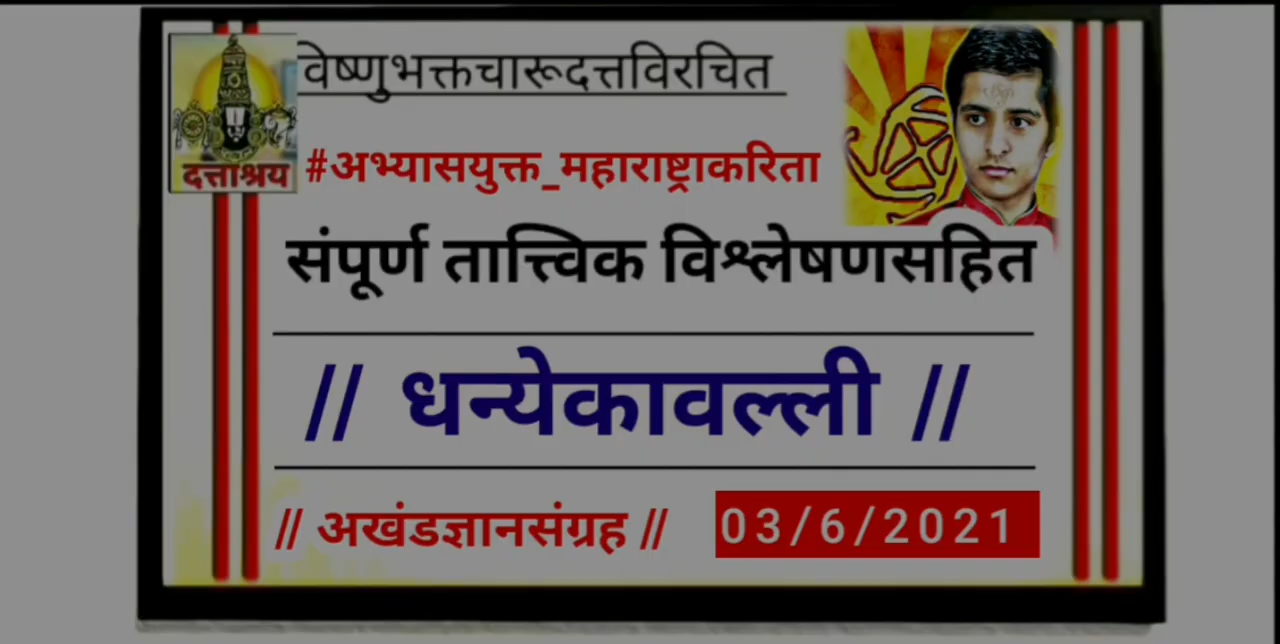 विष्णुभक्तचारूदत्तविरचित
दत्ताश्रय
#अभ्यासयुक्त_महाराष्ट्राकरिता
संपूर्ण तात्त्विक विश्लेषणसहित
// धन्येकावल्ली //
// अखंडज्ञानसंग्रह // 03/6/2021